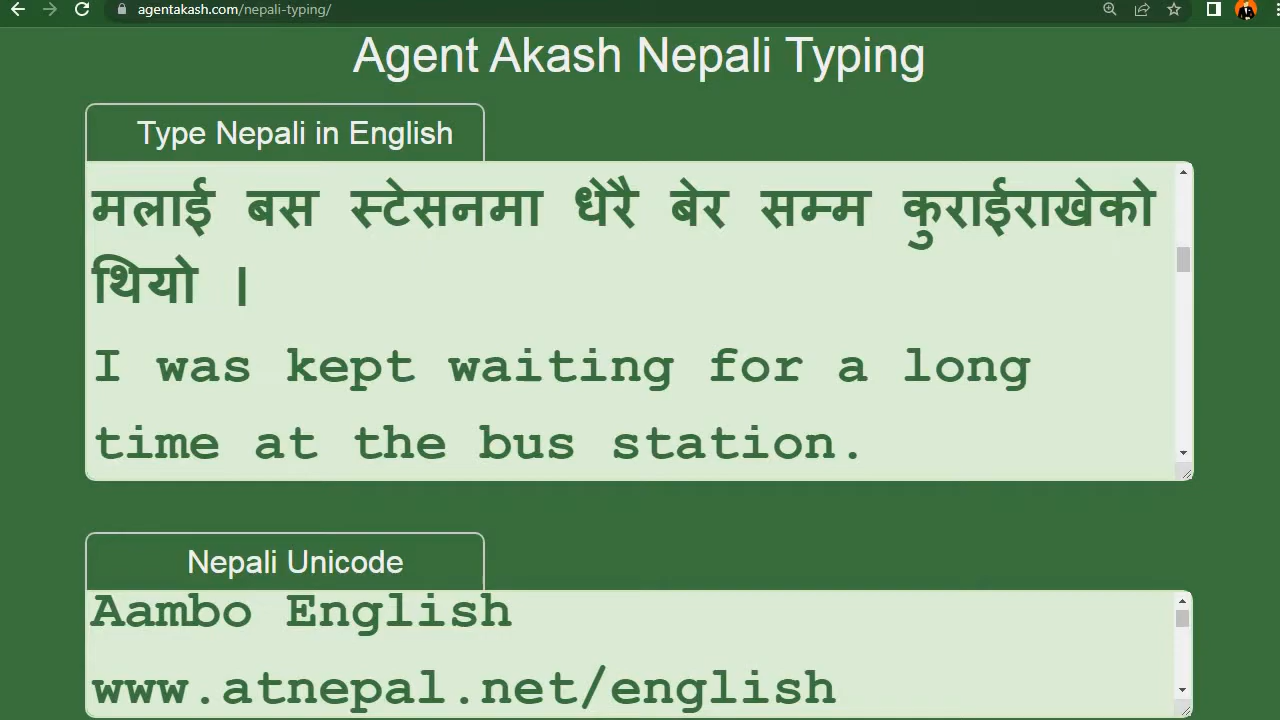 agentakash.com/nepali-typing/
Agent Akash Nepali Typing
Type Nepali in English
मलाई बस स्टेसनमा धेरै बेर सम्म कुराईराखेको
थियो ।
I was kept waiting for a long
time at the bus station.
Nepali Unicode
Aambo English
www.atnepal.net/english